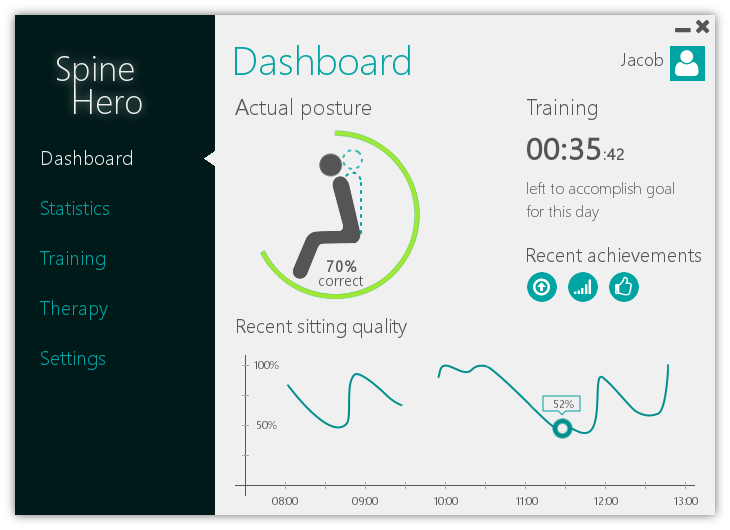 Spine
Hero
Dashboard
Statistics
Training
Therapy
Settings
Dashboard
Jacob
Actual posture
70%
correct
Training
00:35:42
left to accomplish goal
for this day
Recent achievements
Recent sitting quality
100%
50%
52%
08:00 09:00 10:00 11:00 12:00 13:00